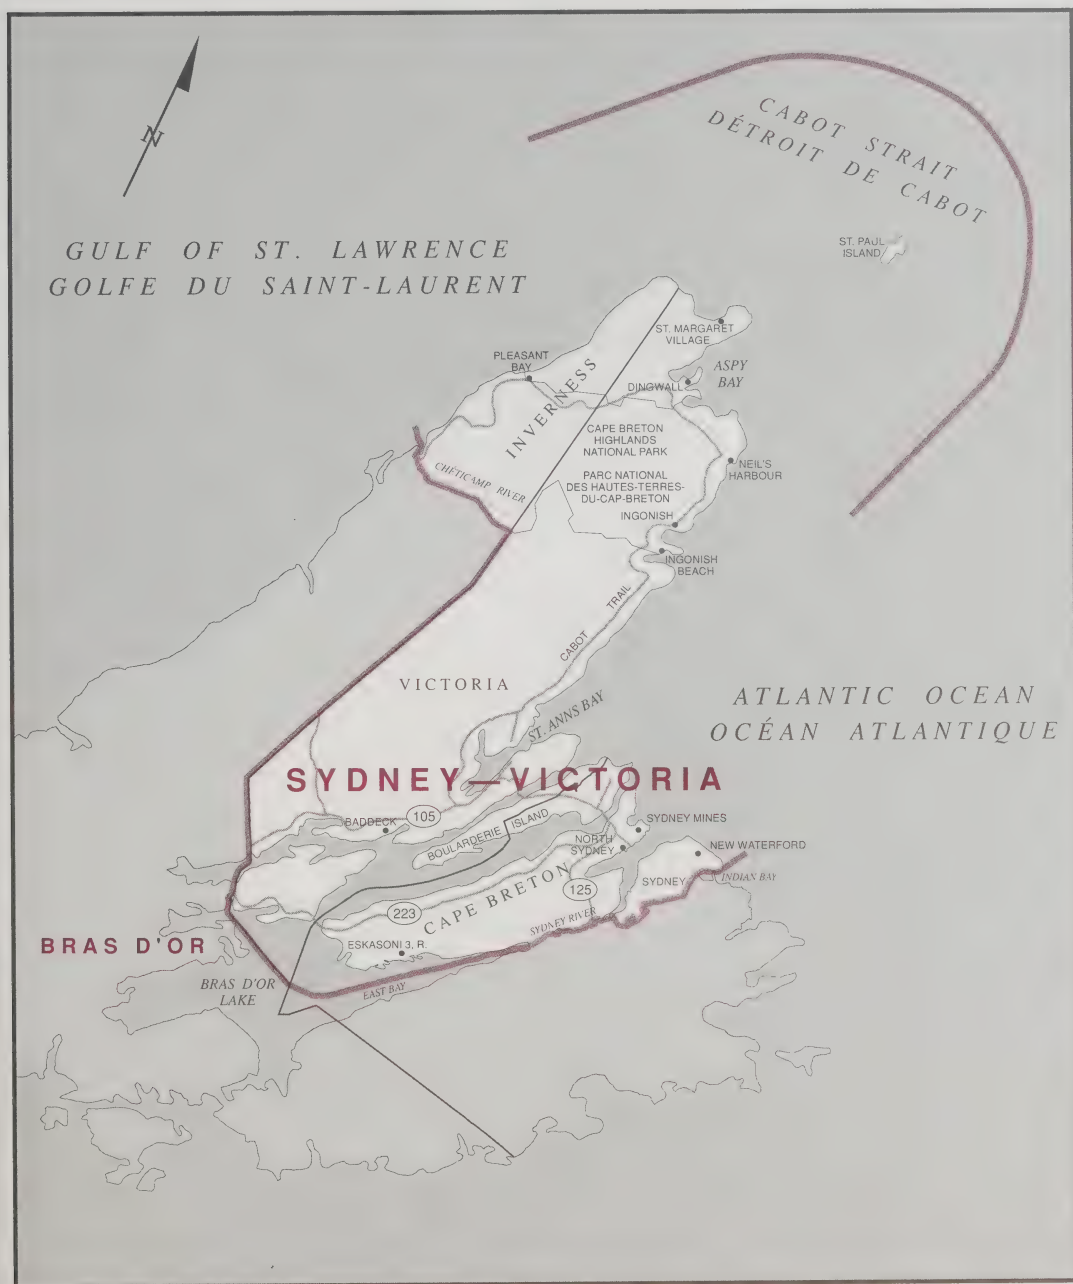 N
CABOT STRAIT
DÉTROIT DE CABOT
GULF OF ST. LAWRENCE
GOLFE DU SAINT-LAURENT
ST. PAUL
ISLAND
ST. MARGARET
VILLAGE
PLEASANT
BAY
ASPY
BAY
DINGWALL
INVERNESS
CAPE BRETON
HIGHLANDS
NATIONAL PARK
CHÉTICAMP RIVER
NEIL'S
HARBOUR
PARC NATIONAL
DES HAUTES-TERRES-
DU-CAP-BRETON
INGONISH
INGONISH
BEACH
CABOT TRAIL
VICTORIA
ATLANTIC OCEAN
OCÉAN ATLANTIQUE
ST. ANNS BAY
SYDNEY—VICTORIA
BADDECK
105
BOULARDERIE ISLAND
SYDNEY MINES
NORTH
SYDNEY
NEW WATERFORD
SYDNEY
INDIAN BAY
CAPE BRETON
125
223
SYDNEY RIVER
BRAS D'OR
ESKASONI 3, R.
BRAS D'OR
LAKE
EAST BAY